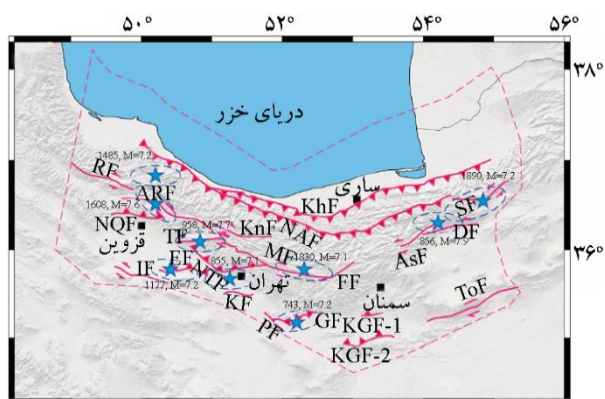 ۵۰° ۵۲° ۵۴° ۵۶°
۳۸°
دریای خزر
1485, M=7.2
1890, M=7.2
RF
ساری
KhF
ARF
SF
1608, M=7.6
NQF
958, M=7.7
KnF
NAF
DF
قزوین
TF
856, M=7.9
۳۶°
MF
AsF
EF
855, M=7.1
1830, M=7.1
IF
NTF
تهران
FF
1177, M=7.2
سمنان
KF
ToF
743, M=7.2
PF
GF
KGF-1
KGF-2